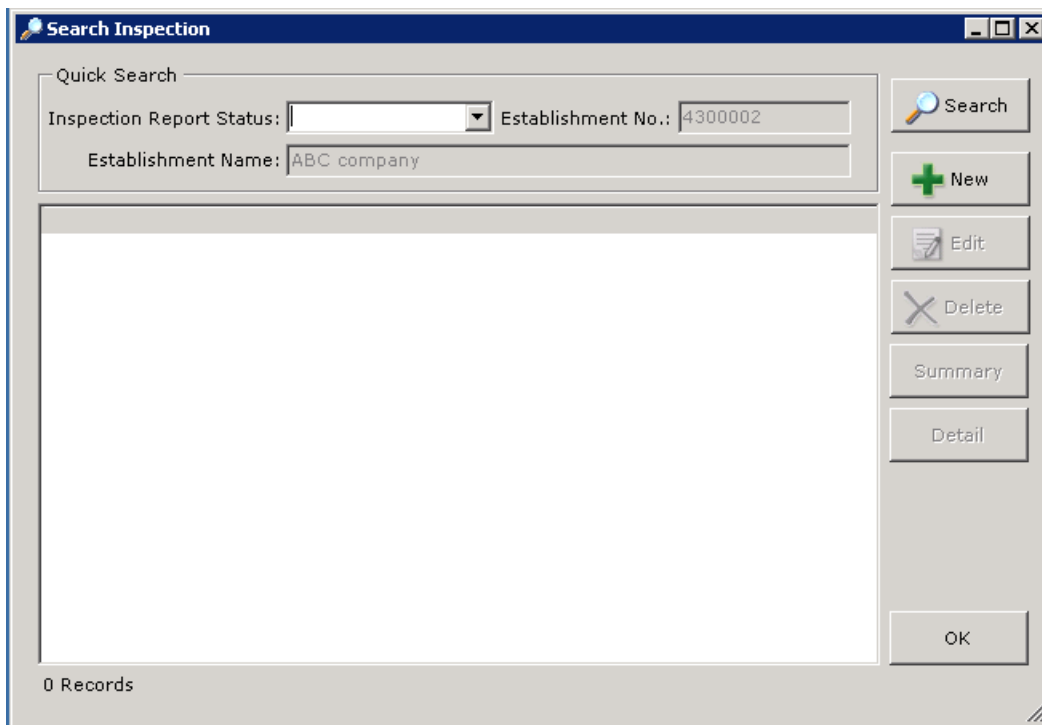 Search Inspection
Quick Search
Inspection Report Status: Establishment No.: 4300002
Establishment Name: ABC company
Search
New
Edit
Delete
Summary
Detail
OK
0 Records